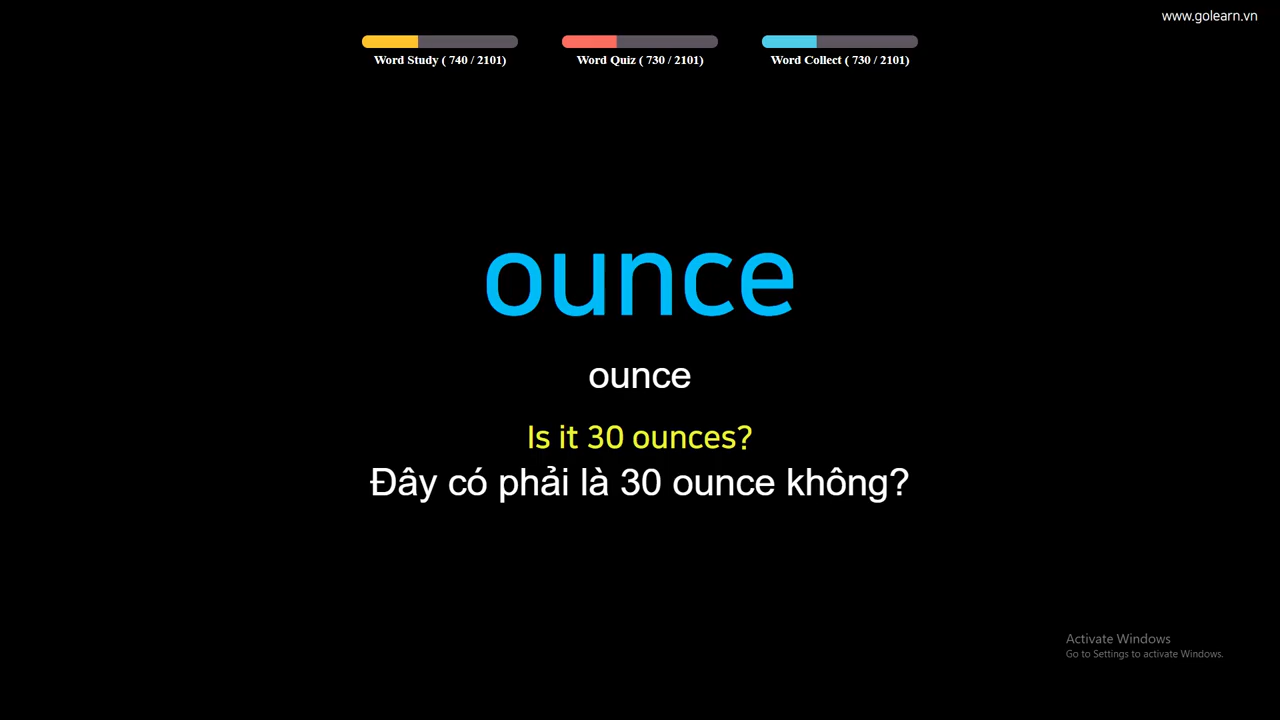 www.golearn.vn
Word Study ( 740 / 2101)
Word Quiz ( 730 / 2101)
Word Collect ( 730 / 2101)
ounce
ounce
Is it 30 ounces?
Đây có phải là 30 ounce không?
Activate Windows
Go to Settings to activate Windows.